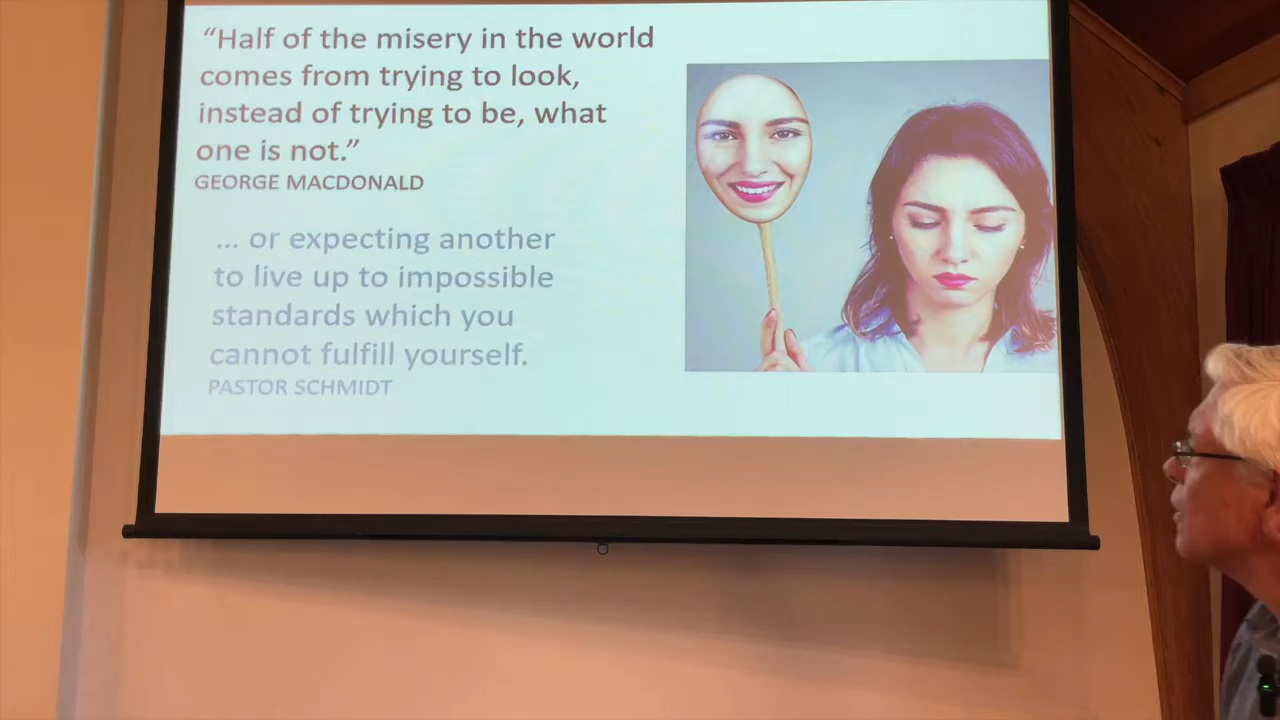 “Half of the misery in the world
comes from trying to look,
instead of trying to be, what
one is not.”
GEORGE MACDONALD
... or expecting another
to live up to impossible
standards which you
cannot fulfill yourself.
PASTOR SCHMIDT